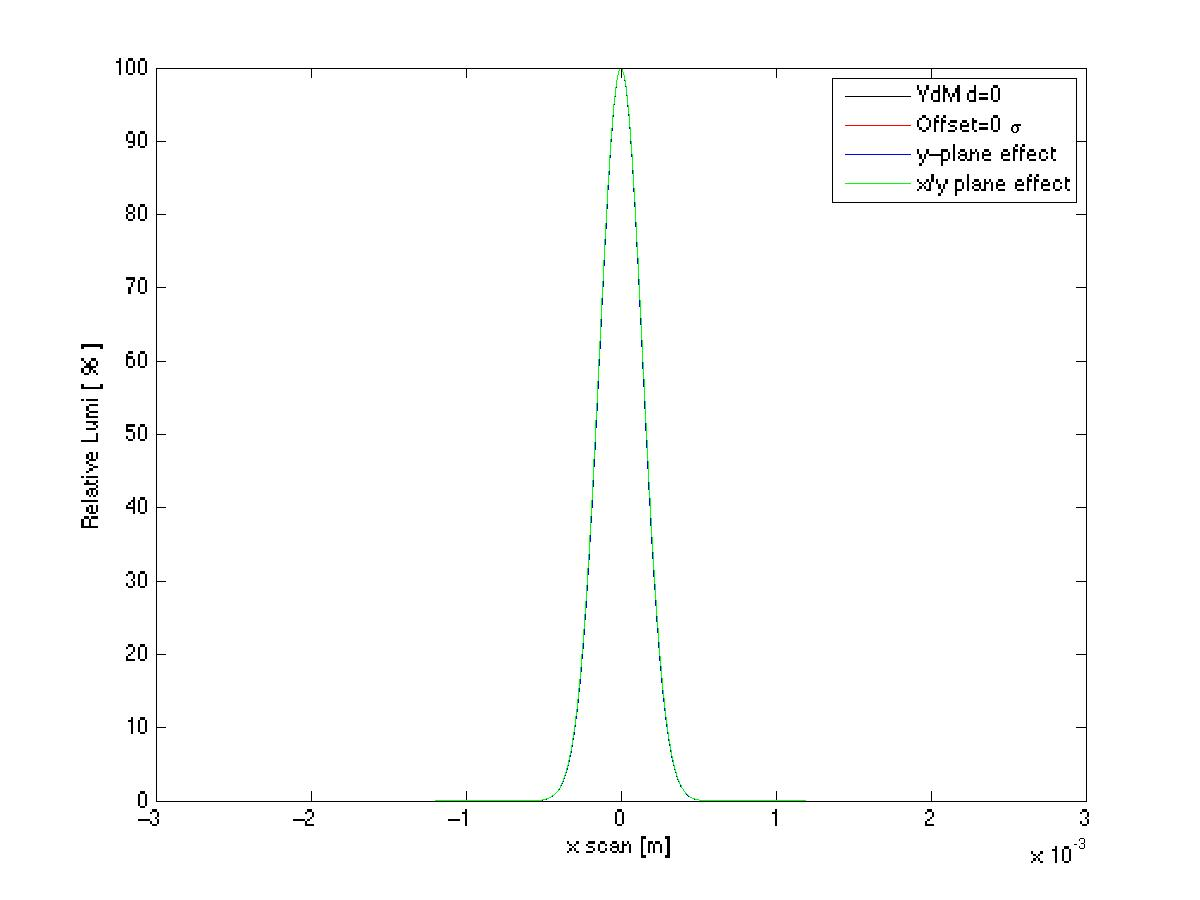 100
90
80
70
60
50
40
30
20
10
0
Relative Lumi [ % ]
VdM d=0
Offset=0 σ
y-plane effect
x/y plane effect
-3 -2 -1 0 1 2 3
x scan [m]
x 10^-3